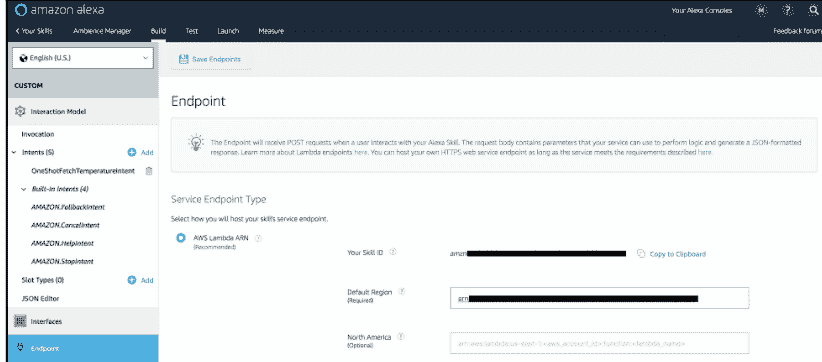 amazon alexa
Your Alexa Consoles
Your Skills Ambience Manager Build Test Launch Measure Feedback forum
English (U.S.)
Save Endpoints
CUSTOM
Endpoint
Interaction Model
Invocation
The Endpoint will receive POST requests when a user interacts with your Alexa Skill. The request body contains parameters that your service can use to perform logic and generate a JSON-formatted
response. Learn more about Lambda endpoints here. You can host your own HTTPS web service endpoint as long as the service meets the requirements described here.
Intents (5) Add
OneShotFetchTemperatureIntent
Built-In Intents (4)
Service Endpoint Type
AMAZON.FallbackIntent
Select how you will host your skill's service endpoint.
AMAZON.CancelIntent
AWS Lambda ARN
(Recommended)
AMAZON.HelpIntent
Your Skill ID
amzn
Copy to Clipboard
AMAZON.StopIntent
Slot Types (0) Add
Default Region
(Required)
arn
JSON Editor
Interfaces
North America
(Optional)
Endpoint